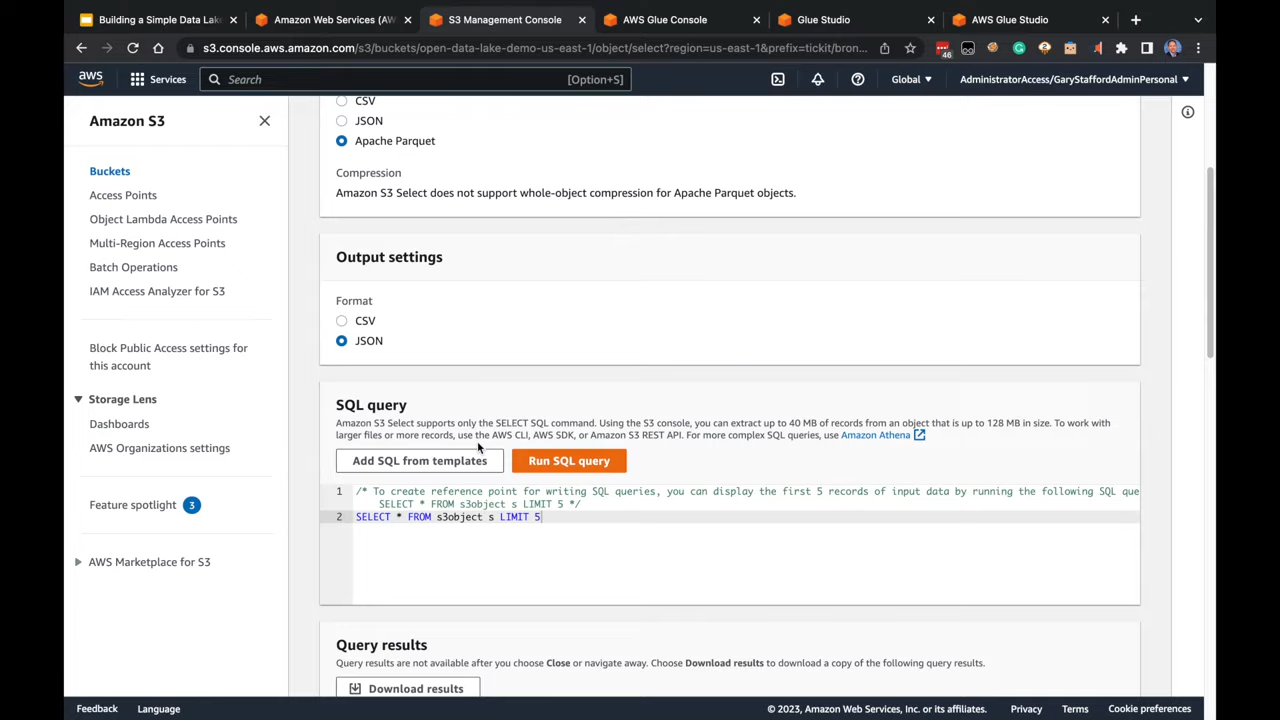 Building a Simple Data Lake
Amazon Web Services (AW
S3 Management Console
AWS Glue Console
Glue Studio
AWS Glue Studio
s3.console.aws.amazon.com/s3/buckets/open-data-lake-demo-us-east-1/object/select?region=us-east-1&prefix=tickit/bron...
46
aws
Services
Search
[Option+S]
Global
AdministratorAccess/GaryStaffordAdminPersonal
Amazon S3
Buckets
Access Points
Object Lambda Access Points
Multi-Region Access Points
Batch Operations
IAM Access Analyzer for S3
Block Public Access settings for
this account
Storage Lens
Dashboards
AWS Organizations settings
Feature spotlight 3
AWS Marketplace for S3
CSV
JSON
Apache Parquet
Compression
Amazon S3 Select does not support whole-object compression for Apache Parquet objects.
Output settings
Format
CSV
JSON
SQL query
Amazon S3 Select supports only the SELECT SQL command. Using the S3 console, you can extract up to 40 MB of records from an object that is up to 128 MB in size. To work with
larger files or more records, use the AWS CLI, AWS SDK, or Amazon S3 REST API. For more complex SQL queries, use Amazon Athena
Add SQL from templates
Run SQL query
1 /* To create reference point for writing SQL queries, you can display the first 5 records of input data by running the following SQL que
SELECT * FROM s3object s LIMIT 5 */
2 SELECT * FROM s3object s LIMIT 5
Query results
Query results are not available after you choose Close or navigate away. Choose Download results to download a copy of the following query results.
Download results
Feedback
Language
© 2023, Amazon Web Services, Inc. or its affiliates.
Privacy
Terms
Cookie preferences